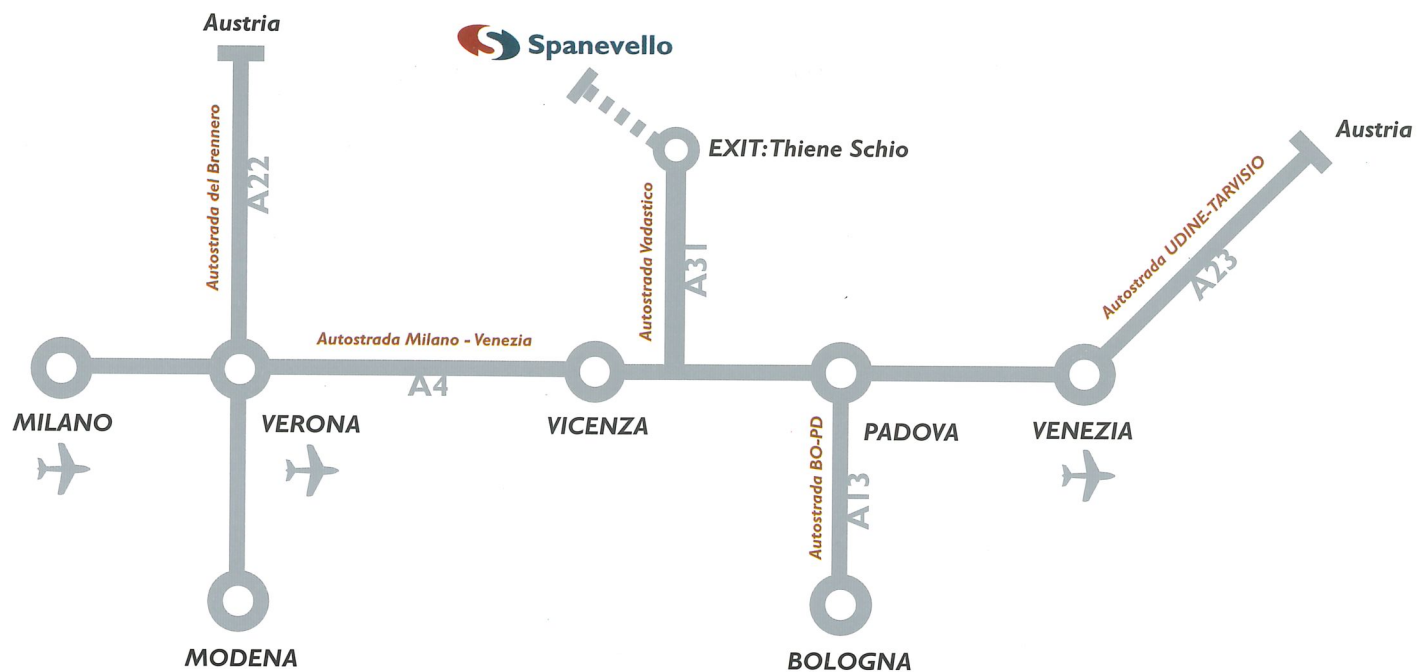 Austria
Spanevello
Austria
EXIT:Thiene Schio
Autostrada del Brennero
A22
Autostrada Vadastico
A31
Autostrada UDINE-TARVISIO
A23
Autostrada Milano - Venezia
A4
MILANO
VERONA
VICENZA
PADOVA
VENEZIA
Autostrada BO-PD
A13
MODENA
BOLOGNA